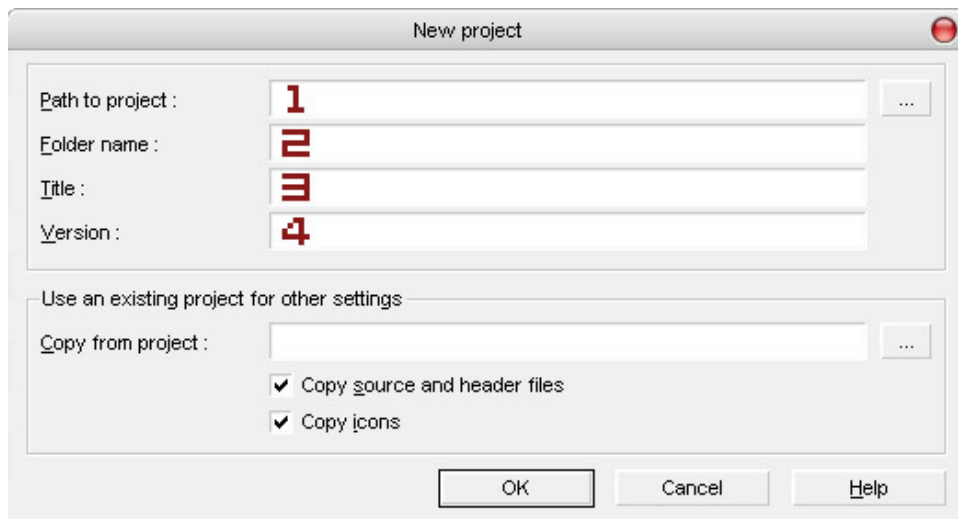 New project
Path to project : 1 ...
Folder name : 2
Title : 3
Version : 4
Use an existing project for other settings
Copy from project : ...
Copy source and header files
Copy icons
OK Cancel Help